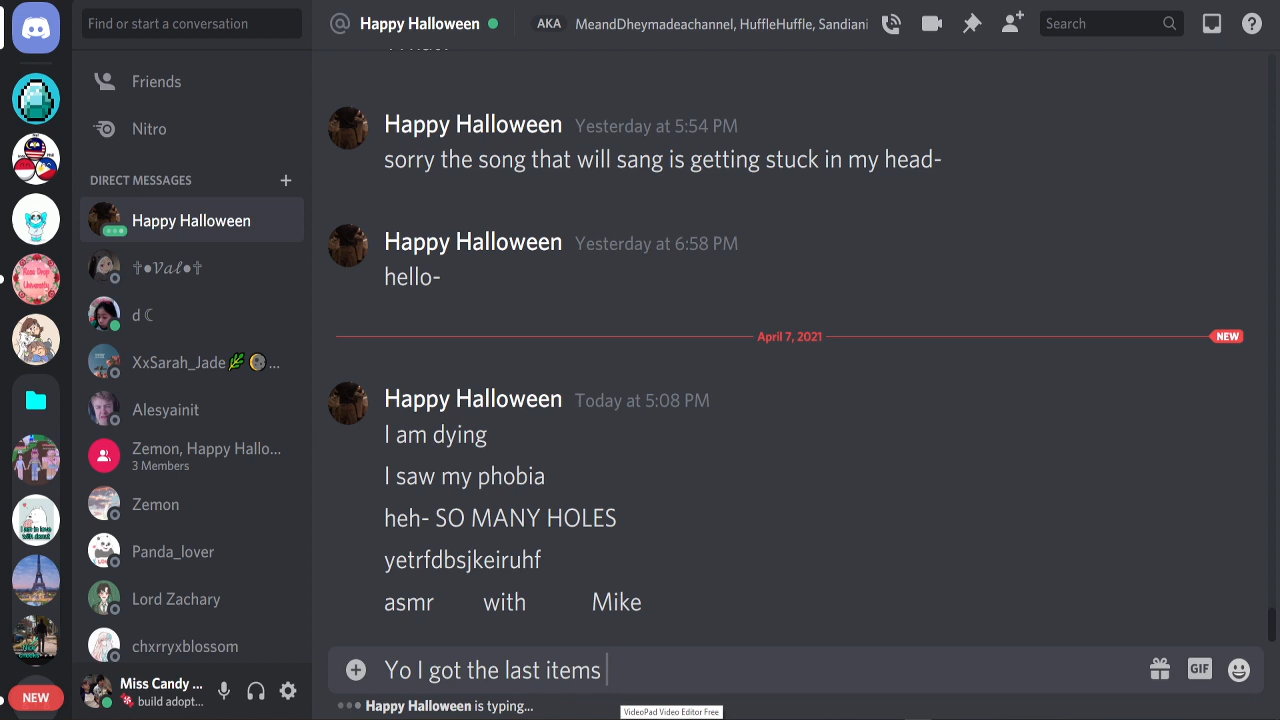 Find or start a conversation
Happy Halloween
AKA MeandDheymadeachannel, HuffleHuffle, Sandiani
Search
Friends
Nitro
DIRECT MESSAGES
Happy Halloween
✞●𝓥𝓪𝓵●✞
d ☾
XxSarah_Jade🌿🌗...
Alesyainit
Zemon, Happy Hallo...
3 Members
Zemon
Panda_lover
Lord Zachary
chxrryxblossom
Miss Candy ...
build adopt...
NEW
Happy Halloween Yesterday at 5:54 PM
sorry the song that will sang is getting stuck in my head-
Happy Halloween Yesterday at 6:58 PM
hello-
April 7, 2021 NEW
Happy Halloween Today at 5:08 PM
I am dying
I saw my phobia
heh- SO MANY HOLES
yetrfdbsjkeiruhf
asmr with Mike
Yo I got the last items
GIF
Happy Halloween is typing...
VideoPad Video Editor Free